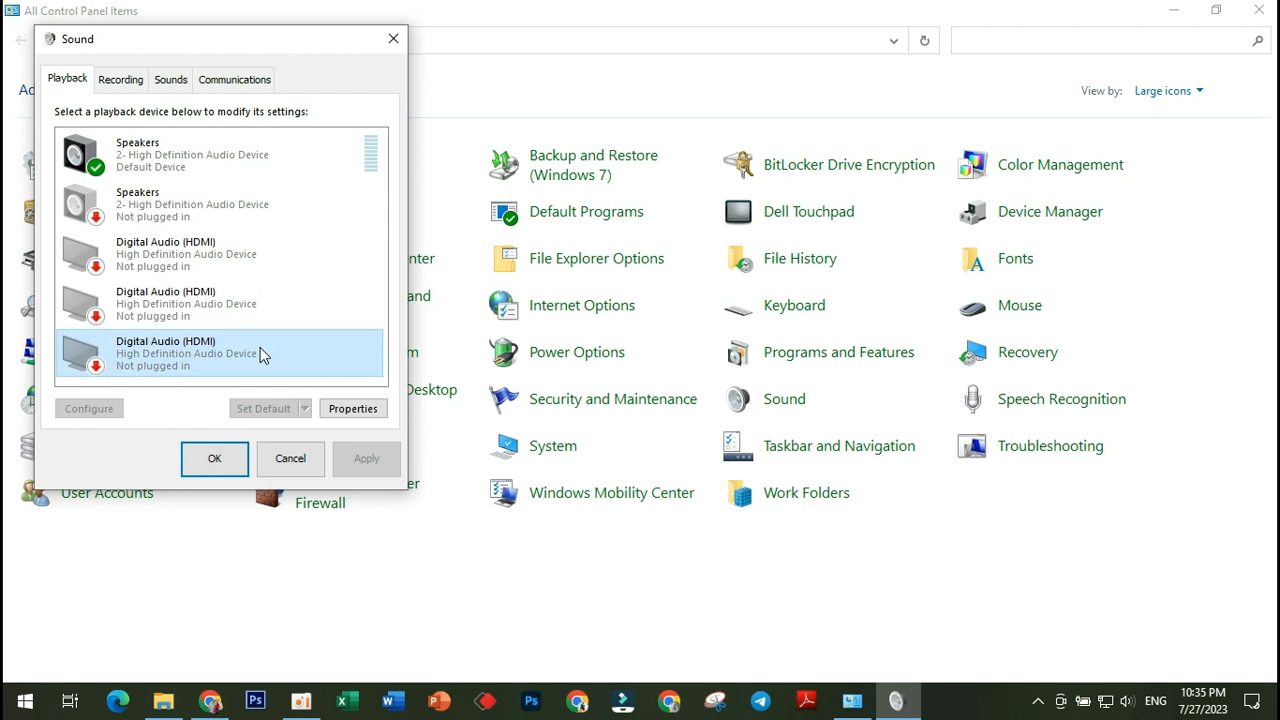 All Control Panel Items
Sound
Playback
Recording
Sounds
Communications
Select a playback device below to modify its settings:
Speakers
2- High Definition Audio Device
Default Device
Speakers
2- High Definition Audio Device
Not plugged in
Digital Audio (HDMI)
High Definition Audio Device
Not plugged in
Digital Audio (HDMI)
High Definition Audio Device
Not plugged in
Digital Audio (HDMI)
High Definition Audio Device
Not plugged in
Configure
Set Default
Properties
OK
Cancel
Apply
View by:
Large icons
Backup and Restore
(Windows 7)
BitLocker Drive Encryption
Color Management
Default Programs
Dell Touchpad
Device Manager
File Explorer Options
File History
Fonts
and
Internet Options
Keyboard
Mouse
Power Options
Programs and Features
Recovery
Desktop
Security and Maintenance
Sound
Speech Recognition
System
Taskbar and Navigation
Troubleshooting
User Accounts
Firewall
Windows Mobility Center
Work Folders
ENG
10:35 PM
7/27/2023